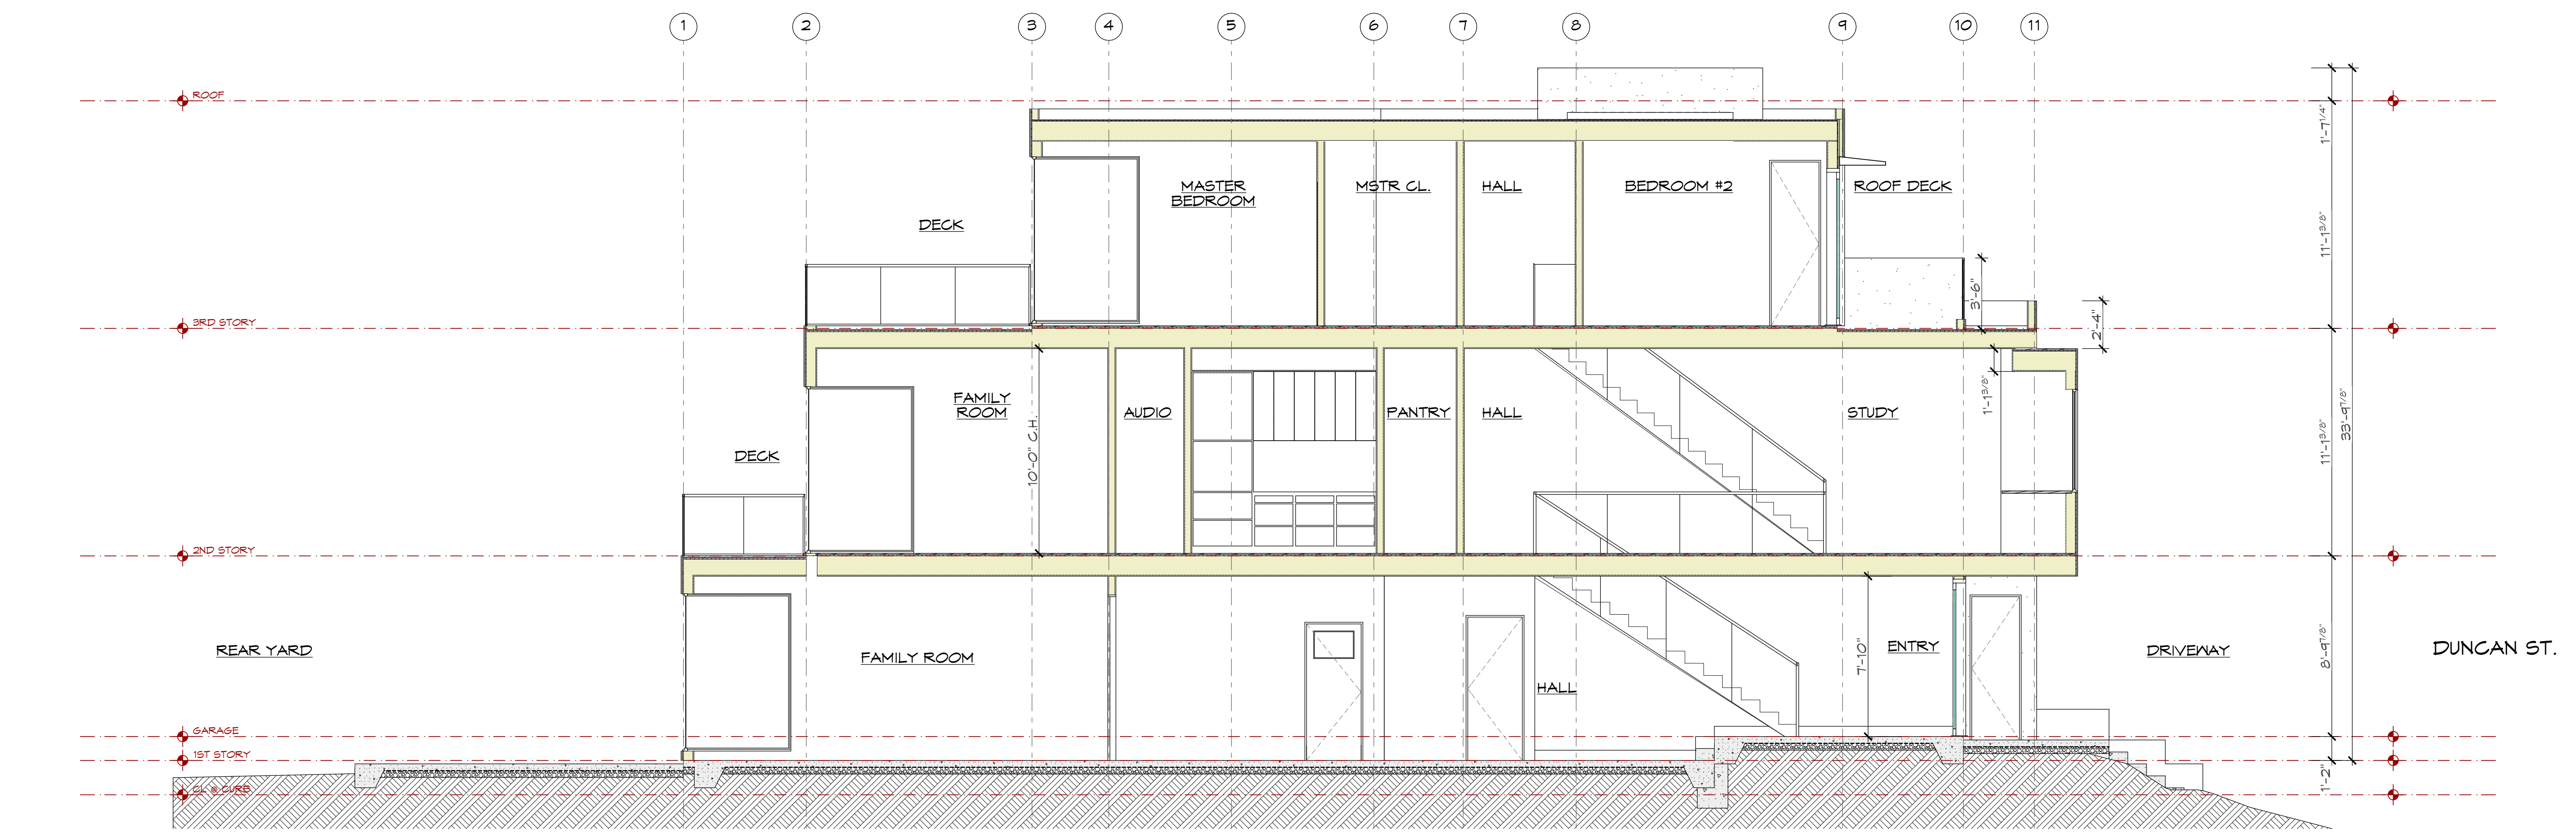 1 2 3 4 5 6 7 8 9 10 11
ROOF
1'-7 1/4"
MASTER
BEDROOM
MSTR CL.
HALL
BEDROOM #2
ROOF DECK
DECK
11'-1 3/8"
3'-6"
2'-4"
3RD STORY
FAMILY
ROOM
AUDIO
PANTRY
HALL
STUDY
1'-1 3/8"
10'-0" C.H.
DECK
11'-1 3/8"
33'-9 7/8"
2ND STORY
REAR YARD
FAMILY ROOM
HALL
7'-10"
ENTRY
DRIVEWAY
8'-9 7/8"
DUNCAN ST.
GARAGE
1ST STORY
1'-2"
CL @ CURB